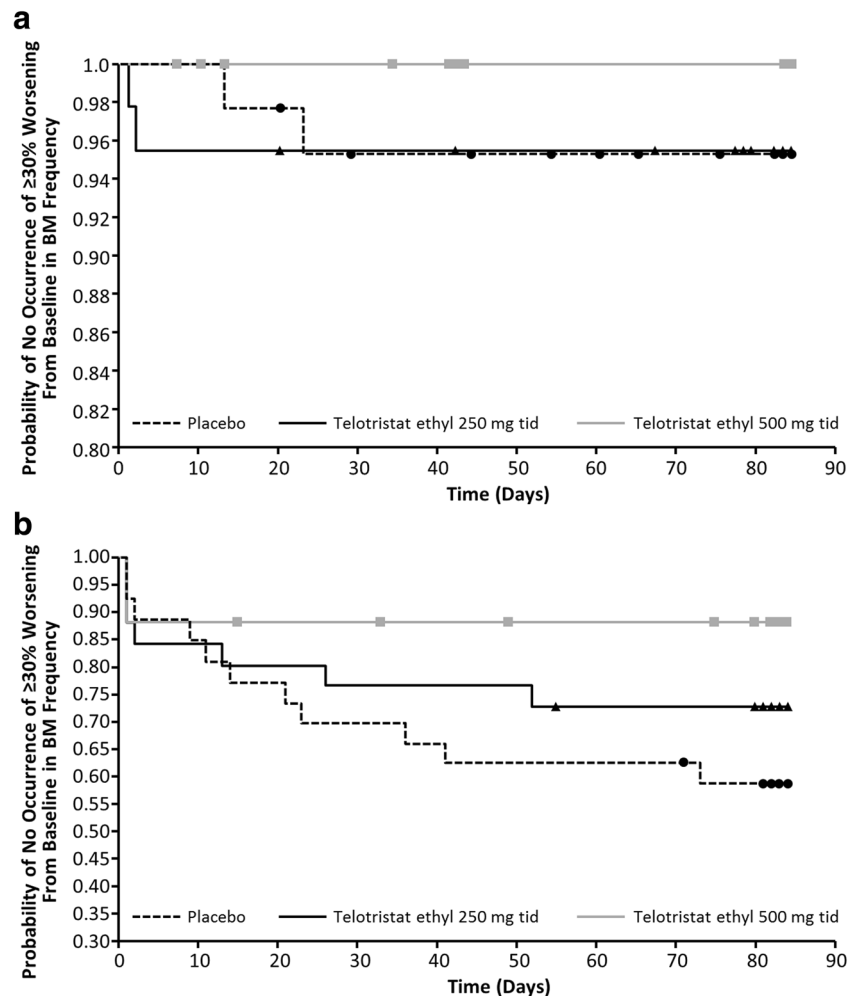 a
Probability of No Occurrence of ≥30% Worsening
From Baseline in BM Frequency
1.0
0.98
0.96
0.94
0.92
0.90
0.88
0.86
0.84
0.82
0.80
Placebo
Telotristat ethyl 250 mg tid
Telotristat ethyl 500 mg tid
0 10 20 30 40 50 60 70 80 90
Time (Days)
b
Probability of No Occurrence of ≥30% Worsening
From Baseline in BM Frequency
1.00
0.95
0.90
0.85
0.80
0.75
0.70
0.65
0.60
0.55
0.50
0.45
0.40
0.35
0.30
Placebo
Telotristat ethyl 250 mg tid
Telotristat ethyl 500 mg tid
0 10 20 30 40 50 60 70 80 90
Time (Days)